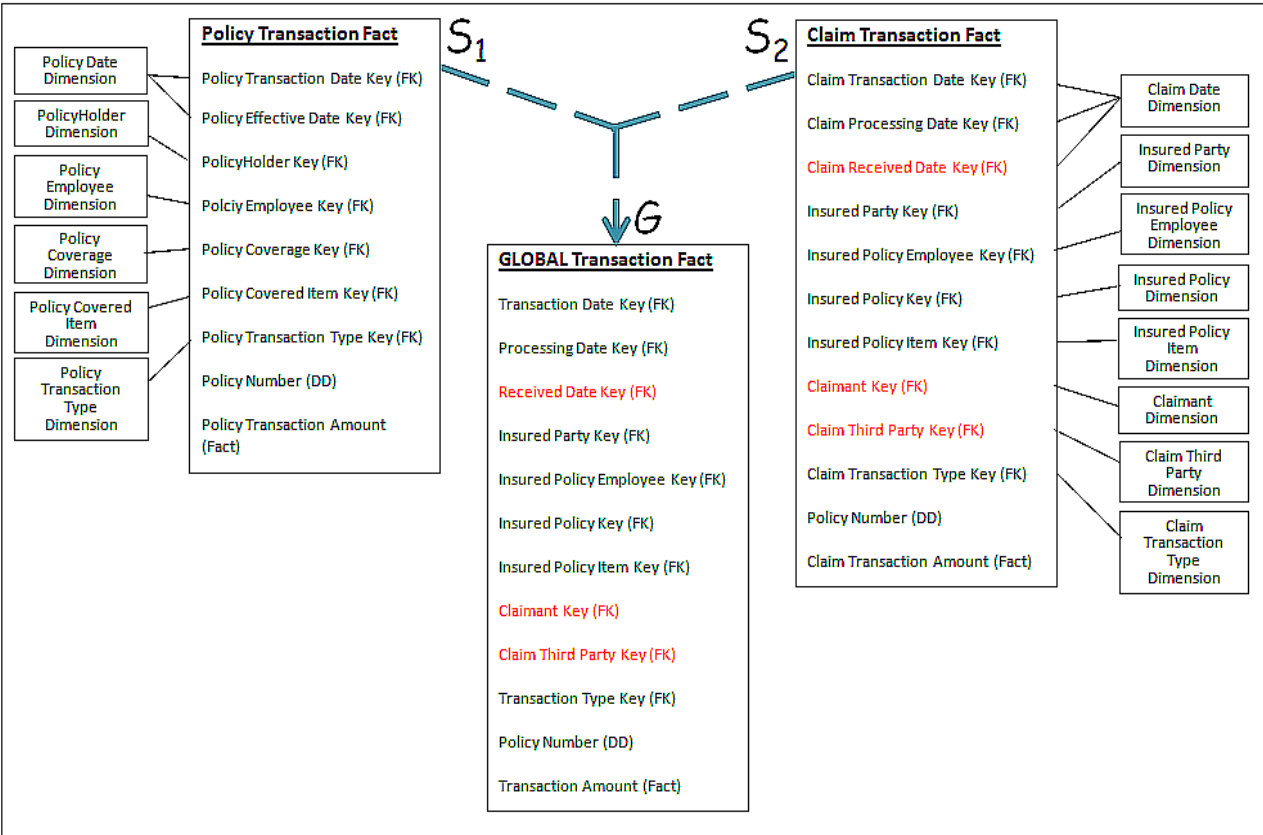 Policy Date
Dimension
PolicyHolder
Dimension
Policy
Employee
Dimension
Policy
Coverage
Dimension
Policy Covered
Item
Dimension
Policy
Transaction
Type
Dimension
Policy Transaction Fact
Policy Transaction Date Key (FK)
Policy Effective Date Key (FK)
PolicyHolder Key (FK)
Polciy Employee Key (FK)
Policy Coverage Key (FK)
Policy Covered Item Key (FK)
Policy Transaction Type Key (FK)
Policy Number (DD)
Policy Transaction Amount
(Fact)
S1
S2
G
GLOBAL Transaction Fact
Transaction Date Key (FK)
Processing Date Key (FK)
Received Date Key (FK)
Insured Party Key (FK)
Insured Policy Employee Key (FK)
Insured Policy Key (FK)
Insured Policy Item Key (FK)
Claimant Key (FK)
Claim Third Party Key (FK)
Transaction Type Key (FK)
Policy Number (DD)
Transaction Amount (Fact)
Claim Transaction Fact
Claim Transaction Date Key (FK)
Claim Processing Date Key (FK)
Claim Received Date Key (FK)
Insured Party Key (FK)
Insured Policy Employee Key (FK)
Insured Policy Key (FK)
Insured Policy Item Key (FK)
Claimant Key (FK)
Claim Third Party Key (FK)
Claim Transaction Type Key (FK)
Policy Number (DD)
Claim Transaction Amount (Fact)
Claim Date
Dimension
Insured Party
Dimension
Insured Policy
Employee
Dimension
Insured Policy
Dimension
Insured Policy
Item
Dimension
Claimant
Dimension
Claim Third
Party
Dimension
Claim
Transaction
Type
Dimension